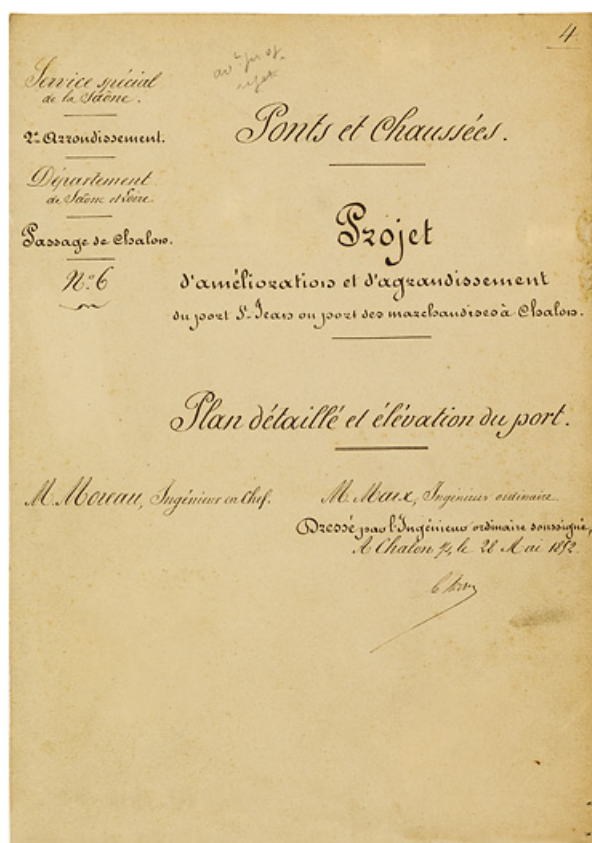 4
Service spécial
de la Saône.
2e Arrondissement.
Département
de Saône et Loire.
Passage de Chalon.
N.º 6
Ponts et Chaussées.
Projet
d'amélioration et d'agrandissement
du port St. Jean ou port des marchandises à Chalon.
Plan détaillé et élévation du port.
M. Moreau, Ingénieur en Chef.
M. Marx, Ingénieur ordinaire.
Dressé par l'Ingénieur ordinaire soussigné,
A Chalon s/s, le 28 Mai 1852.